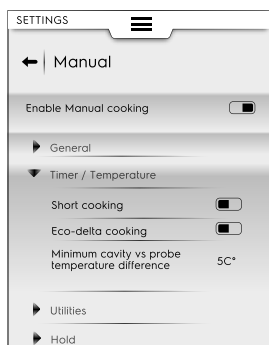 SETTINGS
Manual
Enable Manual cooking
General
Timer / Temperature
Short cooking
Eco-delta cooking
Minimum cavity vs probe
temperature difference
5C°
Utilities
Hold